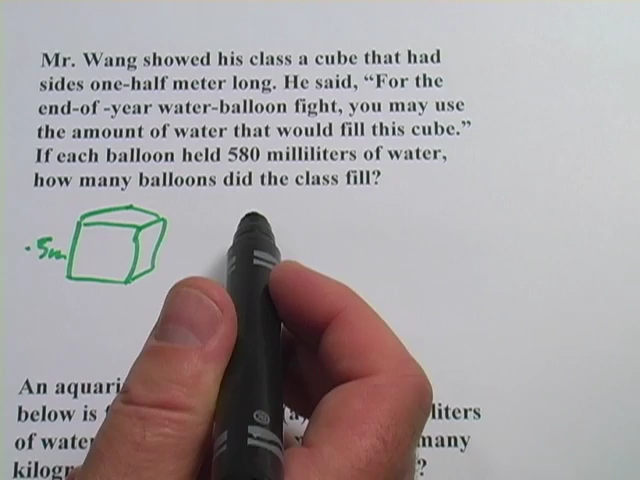 Mr. Wang showed his class a cube that had
sides one-half meter long. He said, “For the
end-of -year water-balloon fight, you may use
the amount of water that would fill this cube.”
If each balloon held 580 milliliters of water,
how many balloons did the class fill?
.5m
An
below is liters
of many
?